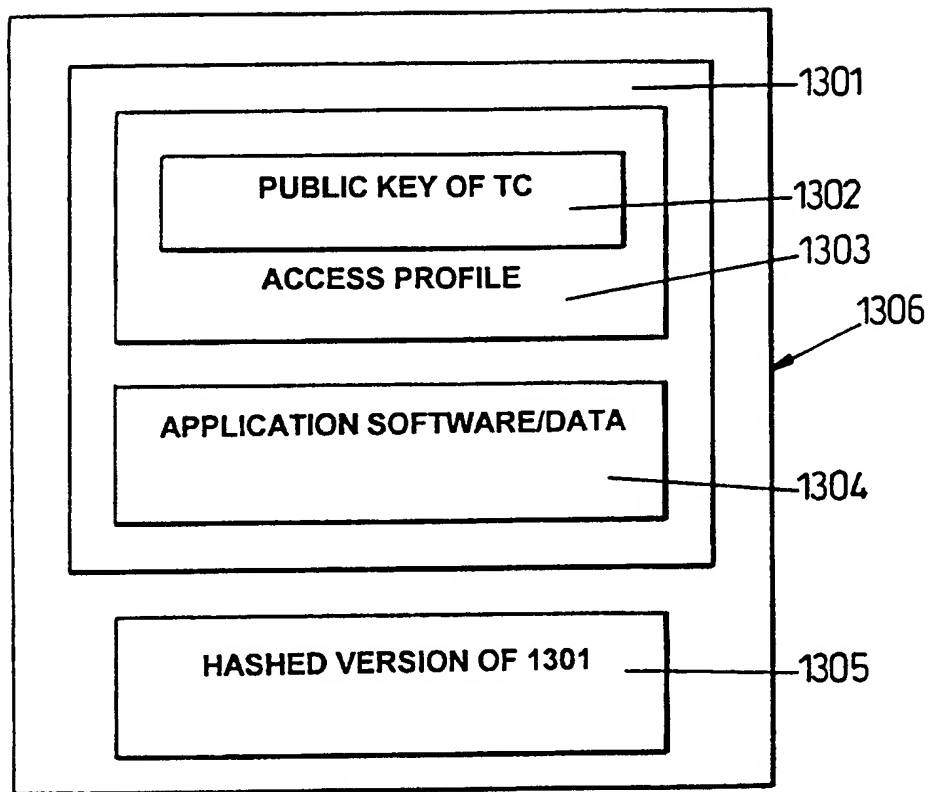 1301
PUBLIC KEY OF TC
1302
1303
ACCESS PROFILE
1306
APPLICATION SOFTWARE/DATA
1304
HASHED VERSION OF 1301
1305